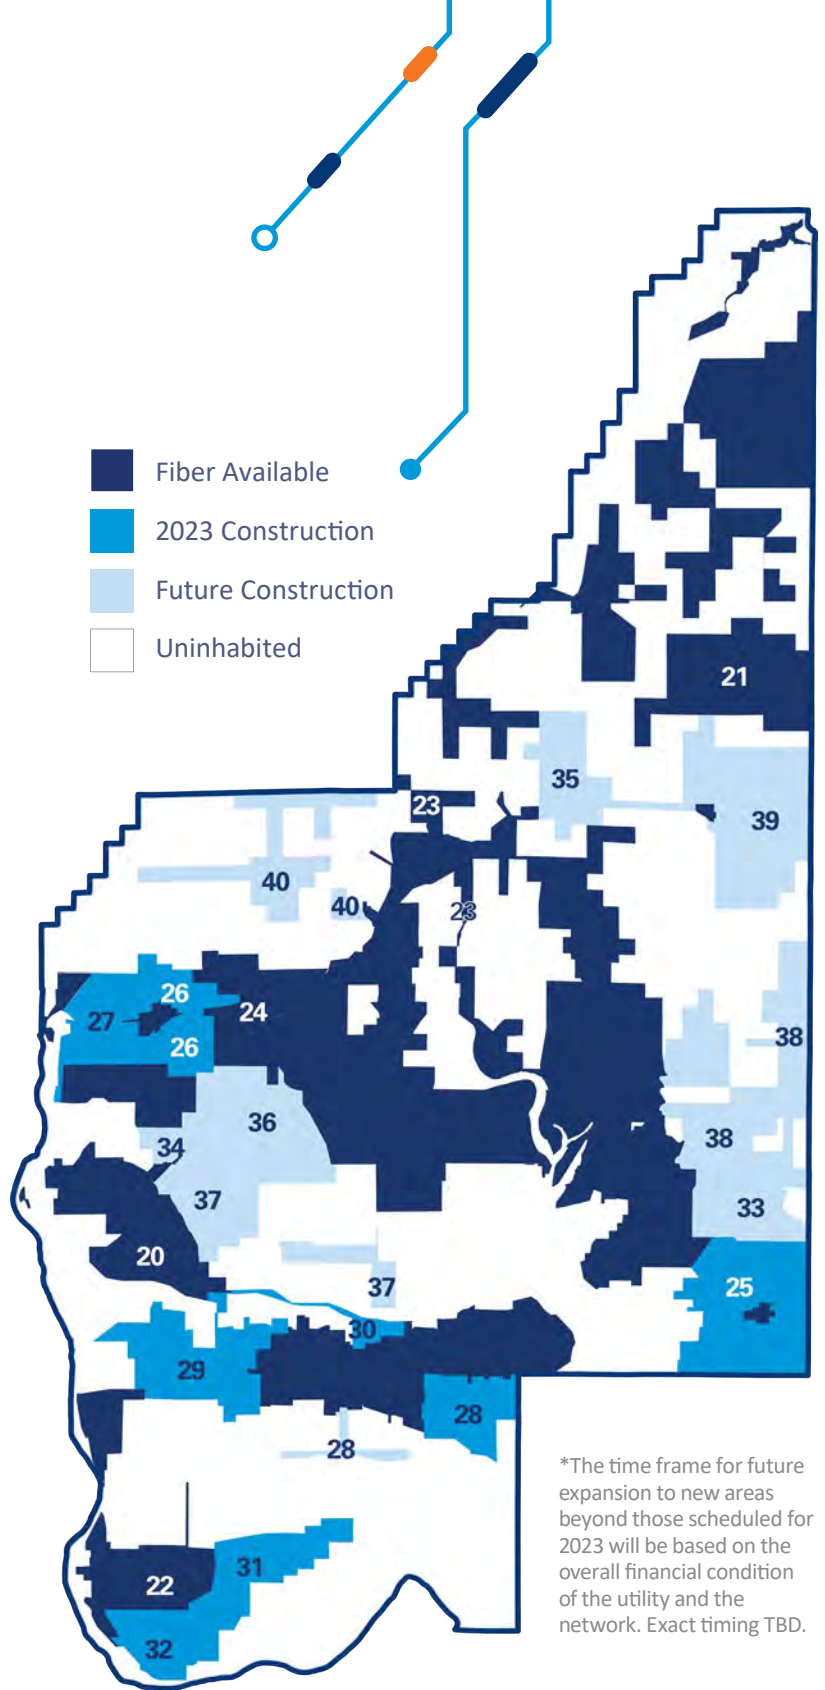 Fiber Available
2023 Construction
Future Construction
Uninhabited
21
35
23
39
40
40
23
26
24
27
38
26
36
38
34
37
33
20
25
37
30
29
28
28
*The time frame for future
expansion to new areas
beyond those scheduled for
2023 will be based on the
overall financial condition
of the utility and the
network. Exact timing TBD.
31
22
32